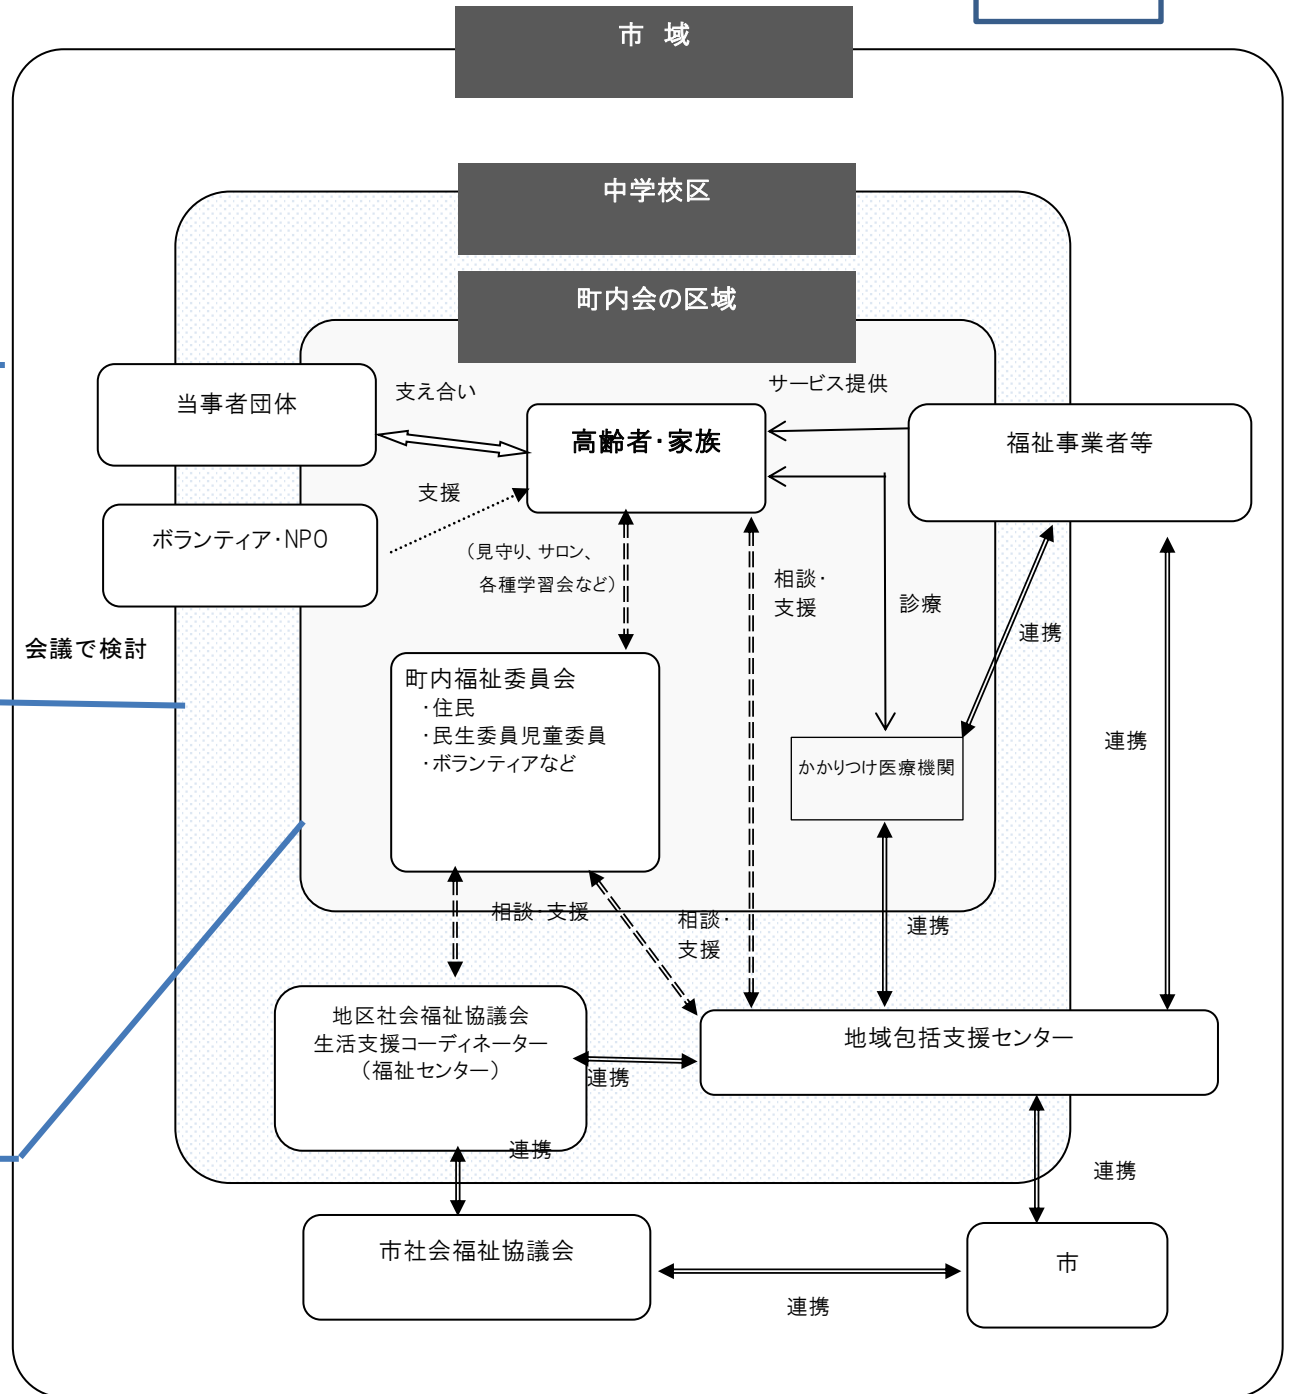 市　域
中学校区
町内会の区域
当事者団体
支え合い
サービス提供
高齢者・家族
福祉事業者等
支援
ボランティア・NPO
（見守り、サロン、
各種学習会など）
相談・
支援
診療
連携
会議で検討
町内福祉委員会
・住民
・民生委員児童委員
・ボランティアなど
かかりつけ医療機関
連携
相談・支援
相談・
支援
連携
地区社会福祉協議会
生活支援コーディネーター
（福祉センター）
連携
地域包括支援センター
連携
連携
市社会福祉協議会
連携
市